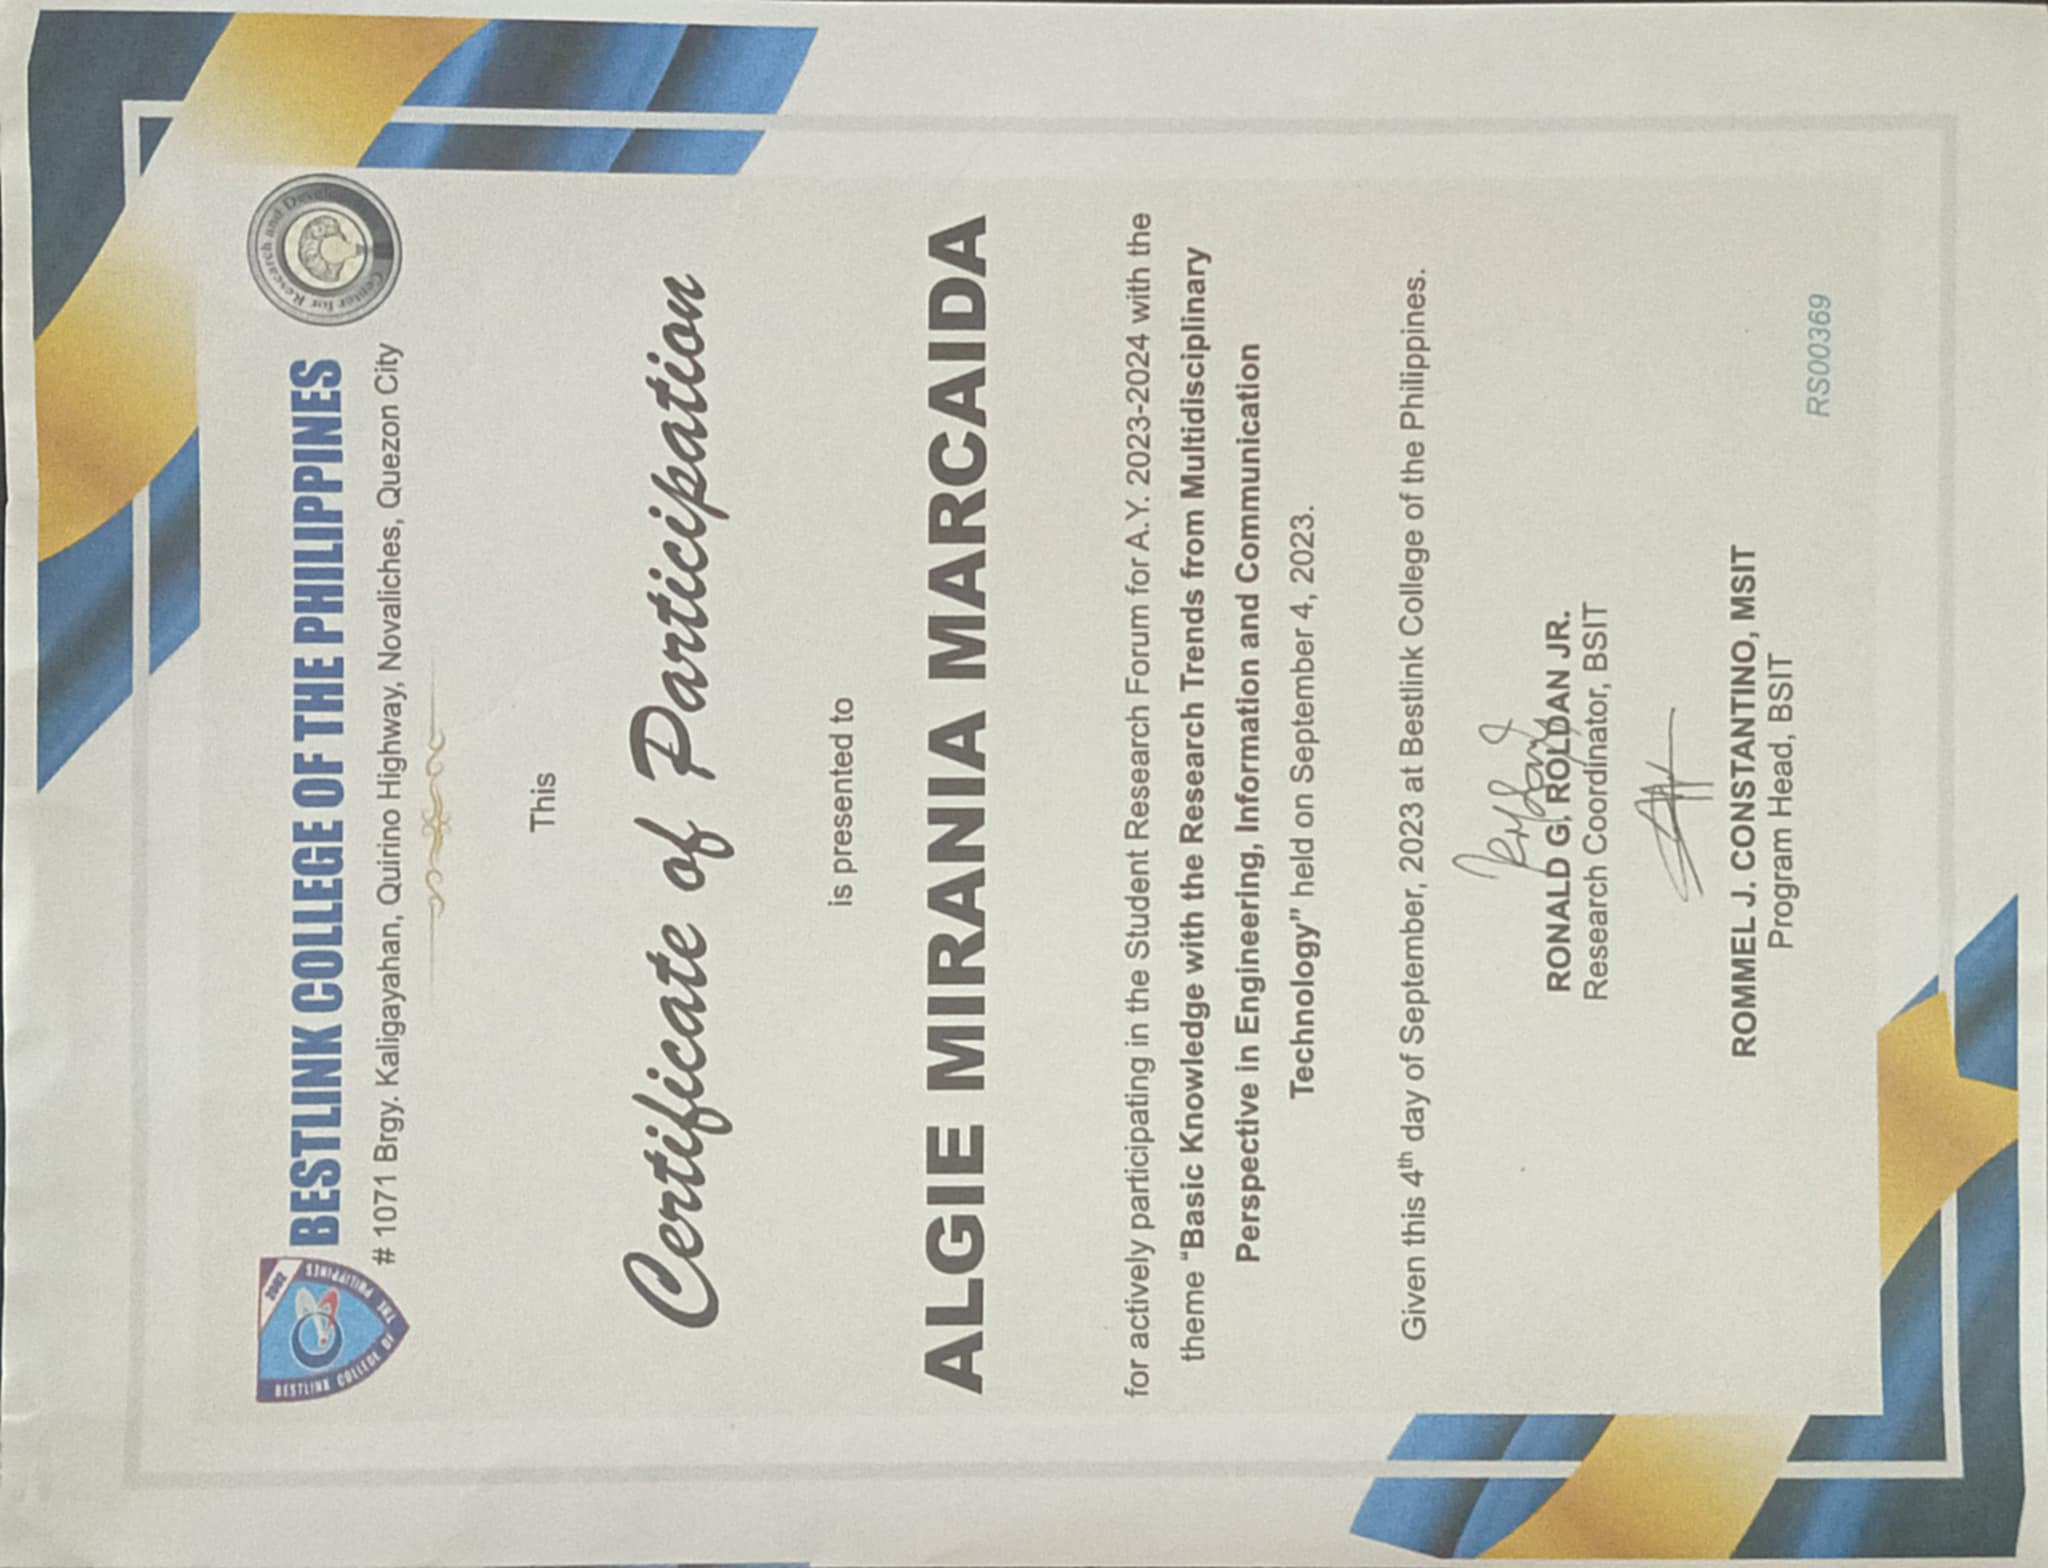 2002
BESTLINK COLLEGE OF THE PHILIPPINES
BESTLINK COLLEGE OF THE PHILIPPINES
Center for Research and
# 1071 Brgy. Kaligayahan, Quirino Highway, Novaliches, Quezon City
This
Certificate of Participation
is presented to
ALGIE MIRANIA MARCAIDA
for actively participating in the Student Research Forum for A.Y. 2023-2024 with the
theme “Basic Knowledge with the Research Trends from Multidisciplinary
Perspective in Engineering, Information and Communication
Technology” held on September 4, 2023.
Given this 4th day of September, 2023 at Bestlink College of the Philippines.
RONALD G. ROLDAN JR.
Research Coordinator, BSIT
ROMMEL J. CONSTANTINO, MSIT
Program Head, BSIT
RS00369